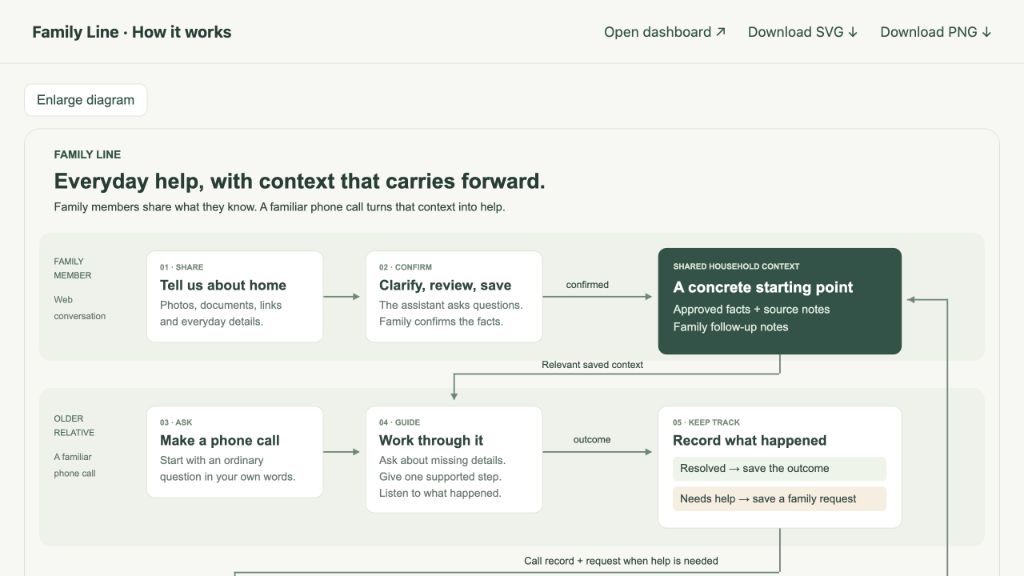 Family Line · How it works
Open dashboard ↗
Download SVG ↓
Download PNG ↓
Enlarge diagram
FAMILY LINE
Everyday help, with context that carries forward.
Family members share what they know. A familiar phone call turns that context into help.
FAMILY
MEMBER
Web
conversation
01 · SHARE
Tell us about home
Photos, documents, links
and everyday details.
02 · CONFIRM
Clarify, review, save
The assistant asks questions.
Family confirms the facts.
confirmed
SHARED HOUSEHOLD CONTEXT
A concrete starting point
Approved facts + source notes
Family follow-up notes
Relevant saved context
OLDER
RELATIVE
A familiar
phone call
03 · ASK
Make a phone call
Start with an ordinary
question in your own words.
04 · GUIDE
Work through it
Ask about missing details.
Give one supported step.
Listen to what happened.
outcome
05 · KEEP TRACK
Record what happened
Resolved → save the outcome
Needs help → save a family request
Call record + request when help is needed